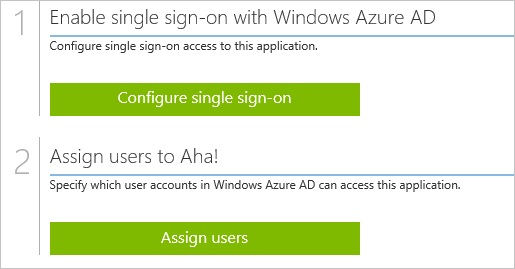 1
Enable single sign-on with Windows Azure AD
Configure single sign-on access to this application.
Configure single sign-on
2
Assign users to Aha!
Specify which user accounts in Windows Azure AD can access this application.
Assign users